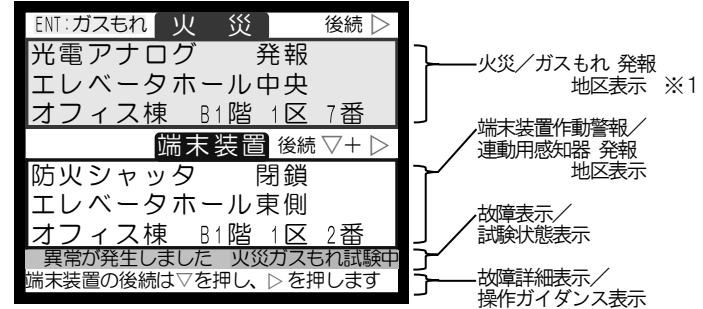 ENT:ガスもれ 火 災 後続 ▷
光電アナログ 発報
エレベータホール中央
オフィス棟 B1階 1区 7番
端末装置 後続 ▽+ ▷
防火シャッタ 閉鎖
エレベータホール東側
オフィス棟 B1階 1区 2番
異常が発生しました 火災ガスもれ試験中
端末装置の後続は▽を押し、▷を押します
火災/ガスもれ 発報
地区表示 ※1
端末装置作動警報/
連動用感知器 発報
地区表示
故障表示/
試験状態表示
故障詳細表示/
操作ガイダンス表示